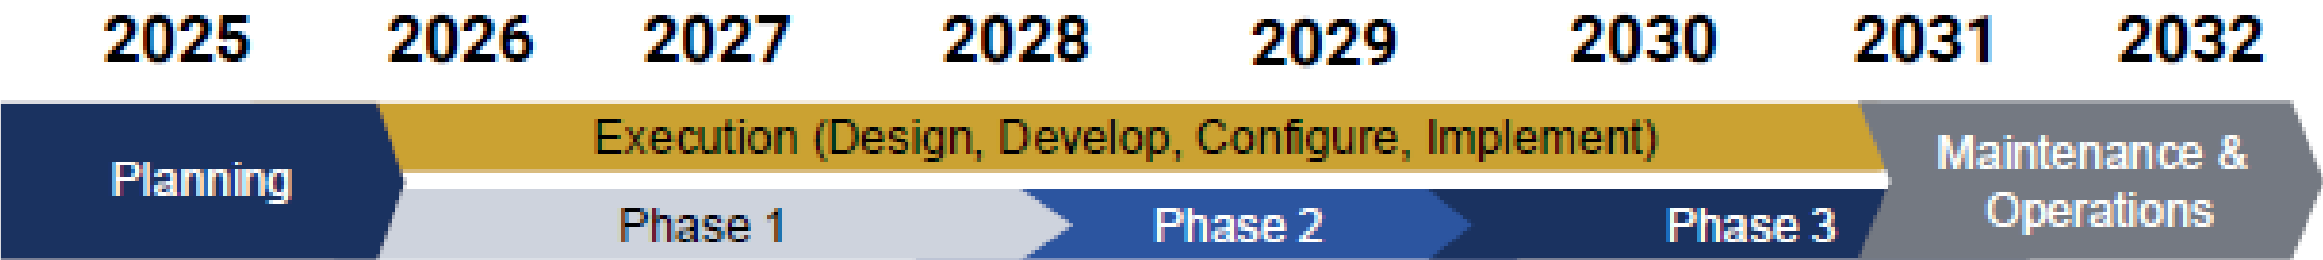 2025 2026 2027 2028 2029 2030 2031 2032
Execution (Design, Develop, Configure, Implement)
Planning
Maintenance &
Operations
Phase 1 Phase 2 Phase 3